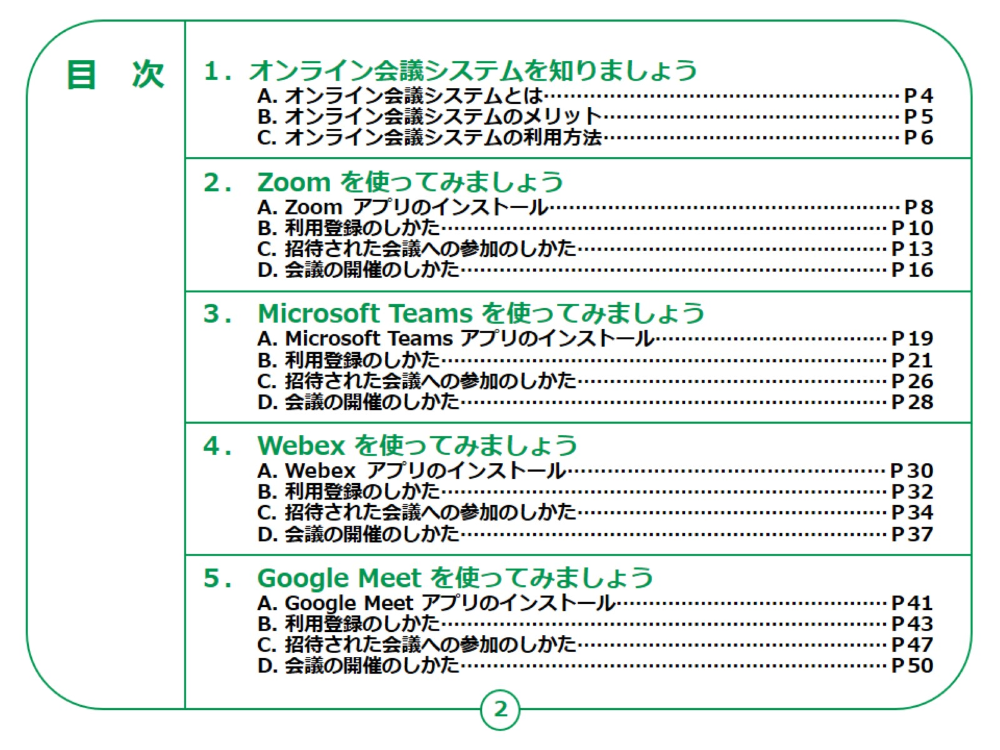 目　次
1. オンライン会議システムを知りましょう
A. オンライン会議システムとは…………………………………………………P4
B. オンライン会議システムのメリット…………………………………………P5
C. オンライン会議システムの利用方法…………………………………………P6
2. Zoom を使ってみましょう
A. Zoom アプリのインストール…………………………………………………P8
B. 利用登録のしかた………………………………………………………………P10
C. 招待された会議への参加のしかた……………………………………………P13
D. 会議の開催のしかた……………………………………………………………P16
3. Microsoft Teams を使ってみましょう
A. Microsoft Teams アプリのインストール………………………………………P19
B. 利用登録のしかた………………………………………………………………P21
C. 招待された会議への参加のしかた……………………………………………P26
D. 会議の開催のしかた……………………………………………………………P28
4. Webex を使ってみましょう
A. Webex アプリのインストール…………………………………………………P30
B. 利用登録のしかた………………………………………………………………P32
C. 招待された会議への参加のしかた……………………………………………P34
D. 会議の開催のしかた……………………………………………………………P37
5. Google Meet を使ってみましょう
A. Google Meet アプリのインストール……………………………………………P41
B. 利用登録のしかた………………………………………………………………P43
C. 招待された会議への参加のしかた……………………………………………P47
D. 会議の開催のしかた……………………………………………………………P50
2